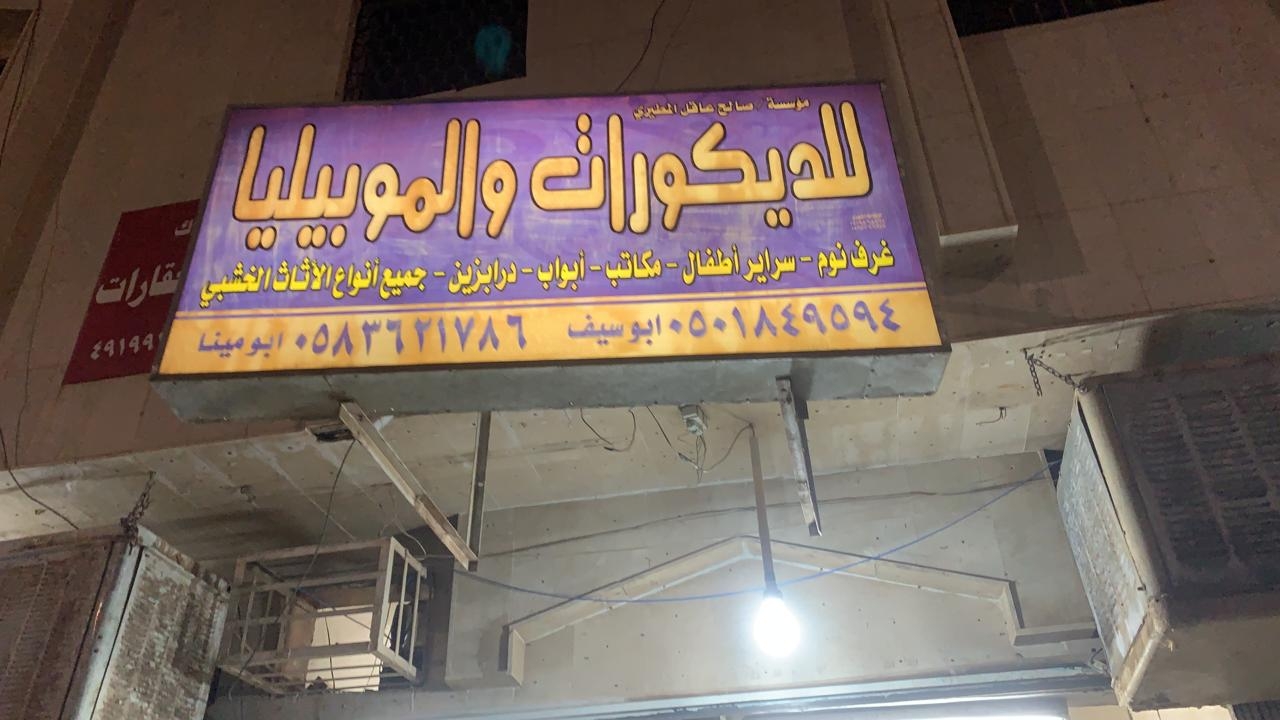 مؤسسة / صالح عاقل المطيري
للديكورات والموبيليا
غرف نوم - سراير أطفال - مكاتب - أبواب - درابزين - جميع أنواع الأثاث الخشبي
٠٥٠١٨٤٩٥٩٤ ابو سيف ٠٥٨٣٦٢١٧٨٦ ابو مينا